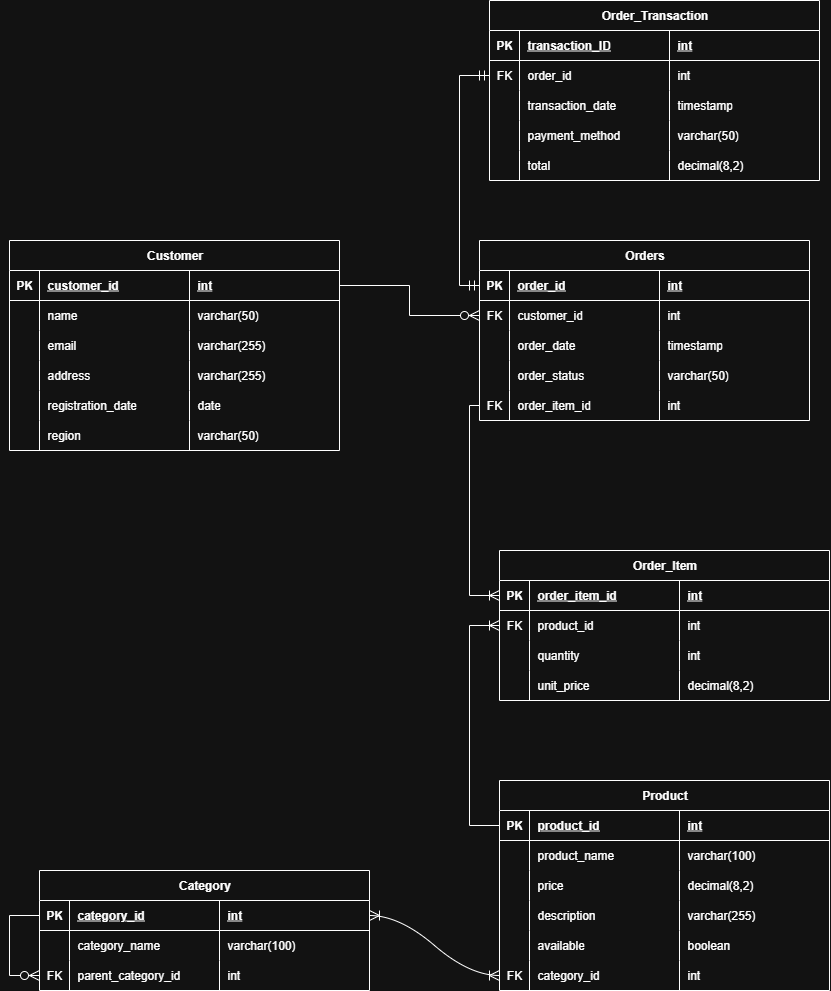 Order_Transaction
PK transaction_ID int
FK order_id int
transaction_date timestamp
payment_method varchar(50)
total decimal(8,2)
Customer
PK customer_id int
name varchar(50)
email varchar(255)
address varchar(255)
registration_date date
region varchar(50)
Orders
PK order_id int
FK customer_id int
order_date timestamp
order_status varchar(50)
FK order_item_id int
Order_Item
PK order_item_id int
FK product_id int
quantity int
unit_price decimal(8,2)
Product
PK product_id int
product_name varchar(100)
price decimal(8,2)
description varchar(255)
available boolean
FK category_id int
Category
PK category_id int
category_name varchar(100)
FK parent_category_id int